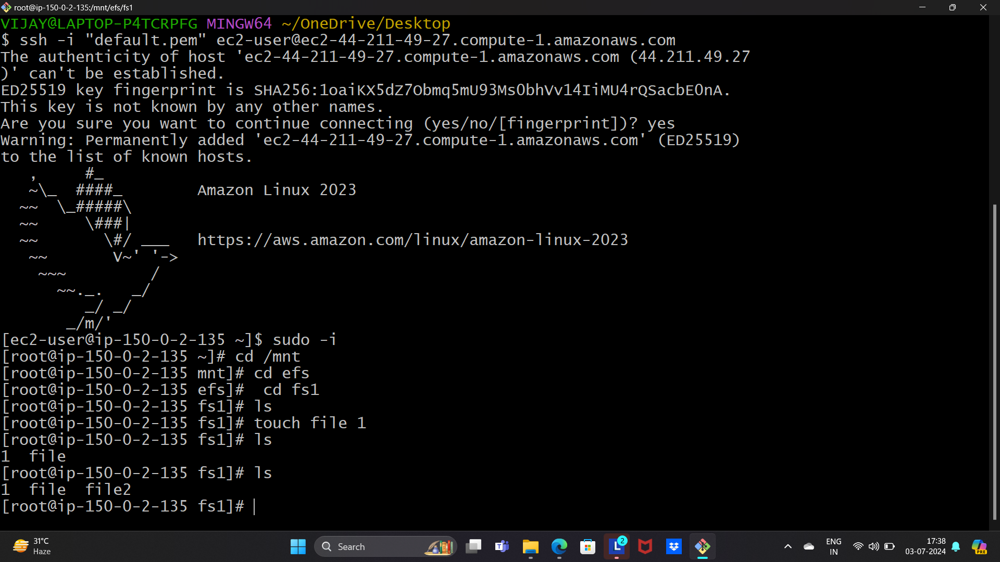 root@ip-150-0-2-135:/mnt/efs/fs1
VIJAY@LAPTOP-P4TCRPFG MINGW64 ~/OneDrive/Desktop
$ ssh -i "default.pem" ec2-user@ec2-44-211-49-27.compute-1.amazonaws.com
The authenticity of host 'ec2-44-211-49-27.compute-1.amazonaws.com (44.211.49.27
)' can't be established.
ED25519 key fingerprint is SHA256:1oaiKX5dZ7Obmq5mU93Ms0bhVv14IiMU4rQSacbE0nA.
This key is not known by any other names.
Are you sure you want to continue connecting (yes/no/[fingerprint])? yes
Warning: Permanently added 'ec2-44-211-49-27.compute-1.amazonaws.com' (ED25519)
to the list of known hosts.
   ,     #_
   ~\_  ####_        Amazon Linux 2023
  ~~  \_#####\
  ~~     \###|
  ~~       \#/ ___   https://aws.amazon.com/linux/amazon-linux-2023
   ~~       V~' '->
    ~~~         /
      ~~._.   _/
         _/ _/
       _/m/'
[ec2-user@ip-150-0-2-135 ~]$ sudo -i
[root@ip-150-0-2-135 ~]# cd /mnt
[root@ip-150-0-2-135 mnt]# cd efs
[root@ip-150-0-2-135 efs]#  cd fs1
[root@ip-150-0-2-135 fs1]# ls
[root@ip-150-0-2-135 fs1]# touch file 1
[root@ip-150-0-2-135 fs1]# ls
1  file
[root@ip-150-0-2-135 fs1]# ls
1  file  file2
[root@ip-150-0-2-135 fs1]#
31°C
Haze
Search
T
L
2
ENG
IN
17:38
03-07-2024
PRE